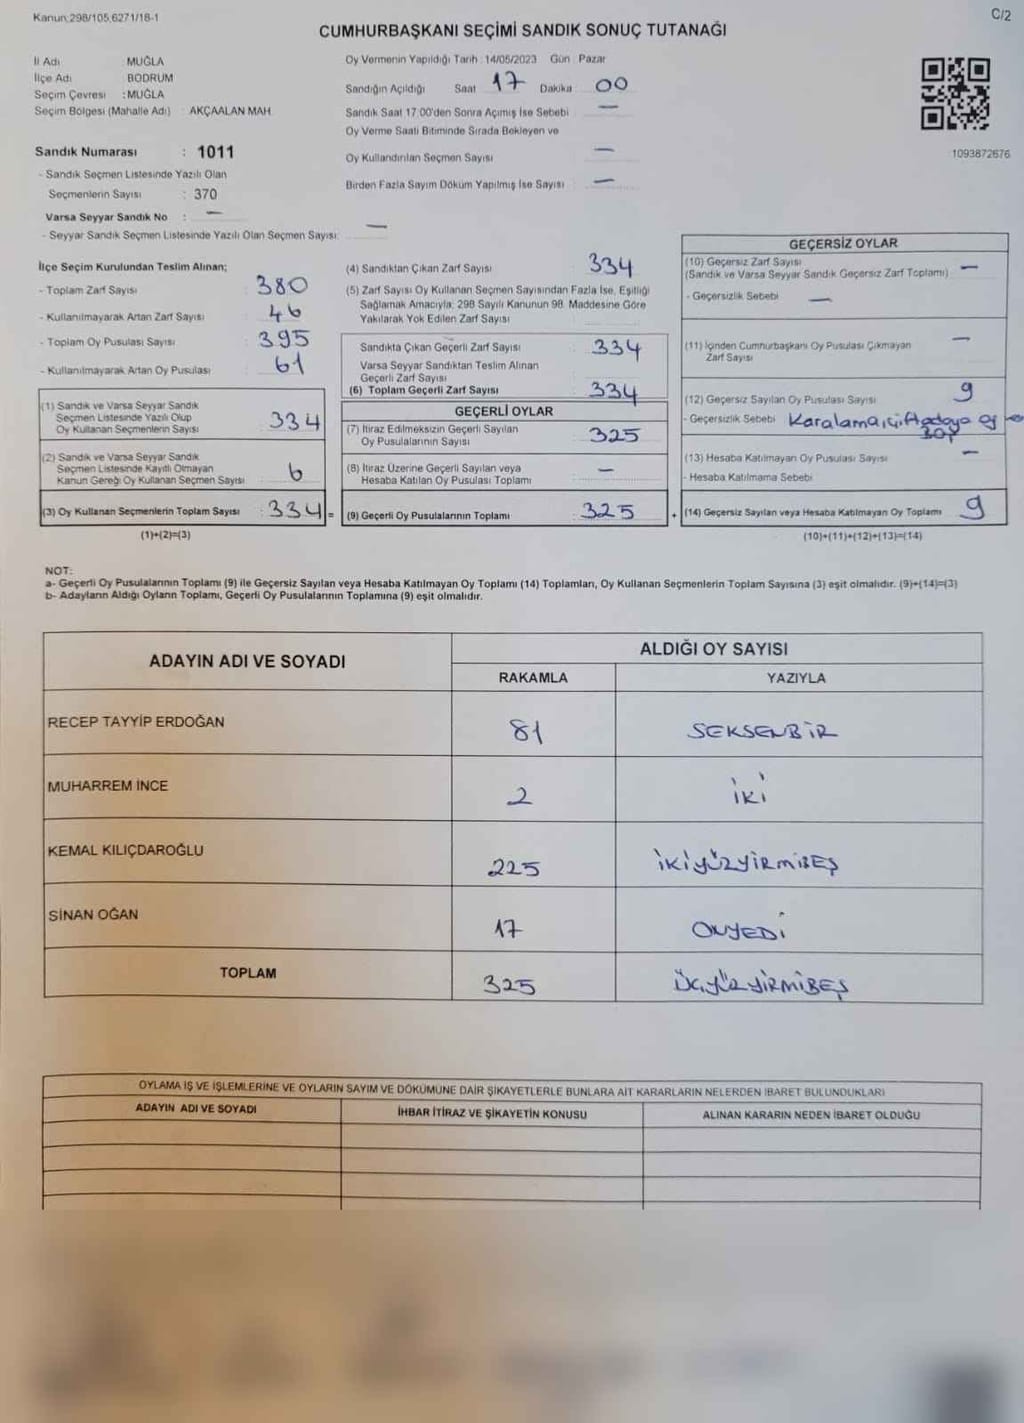 Kanun:298/105,6271/18-1
C/2
CUMHURBAŞKANI SEÇİMİ SANDIK SONUÇ TUTANAĞI
İl Adı : MUĞLA
İlçe Adı : BODRUM
Seçim Çevresi : MUĞLA
Seçim Bölgesi (Mahalle Adı) : AKÇAALAN MAH
Sandık Numarası : 1011
- Sandık Seçmen Listesinde Yazılı Olan
Seçmenlerin Sayısı : 370
Varsa Seyyar Sandık No : —
- Seyyar Sandık Seçmen Listesinde Yazılı Olan Seçmen Sayısı: —
Oy Vermenin Yapıldığı Tarih : 14/05/2023 Gün : Pazar
Sandığın Açıldığı Saat : 17 Dakika : 00
Sandık Saat 17:00'den Sonra Açılmış İse Sebebi : —
Oy Verme Saati Bitiminde Sırada Bekleyen ve
Oy Kullandırılan Seçmen Sayısı : —
Birden Fazla Sayım Döküm Yapılmış İse Sayısı : —
1093872676
İlçe Seçim Kurulundan Teslim Alınan;
- Toplam Zarf Sayısı : 380
- Kullanılmayarak Artan Zarf Sayısı : 46
- Toplam Oy Pusulası Sayısı : 395
- Kullanılmayarak Artan Oy Pusulası : 61
(1) Sandık ve Varsa Seyyar Sandık
Seçmen Listesinde Yazılı Olup
Oy Kullanan Seçmenlerin Sayısı : 334
(2) Sandık ve Varsa Seyyar Sandık
Seçmen Listesinde Kayıtlı Olmayan
Kanun Gereği Oy Kullanan Seçmen Sayısı : 6
(3) Oy Kullanan Seçmenlerin Toplam Sayısı : 334 =
(1)+(2)=(3)
(4) Sandıktan Çıkan Zarf Sayısı : 334
(5) Zarf Sayısı Oy Kullanan Seçmen Sayısından Fazla İse, Eşitliği
Sağlamak Amacıyla; 298 Sayılı Kanunun 98. Maddesine Göre
Yakılarak Yok Edilen Zarf Sayısı :
Sandıkta Çıkan Geçerli Zarf Sayısı : 334
Varsa Seyyar Sandıktan Teslim Alınan
Geçerli Zarf Sayısı :
(6) Toplam Geçerli Zarf Sayısı : 334
GEÇERLİ OYLAR
(7) İtiraz Edilmeksizin Geçerli Sayılan
Oy Pusulalarının Sayısı : 325
(8) İtiraz Üzerine Geçerli Sayılan veya
Hesaba Katılan Oy Pusulası Toplamı : —
(9) Geçerli Oy Pusulalarının Toplamı : 325 +
GEÇERSİZ OYLAR
(10) Geçersiz Zarf Sayısı
(Sandık ve Varsa Seyyar Sandık Geçersiz Zarf Toplamı) : —
- Geçersizlik Sebebi : —
(11) İçinden Cumhurbaşkanı Oy Pusulası Çıkmayan
Zarf Sayısı : —
(12) Geçersiz Sayılan Oy Pusulası Sayısı : 9
- Geçersizlik Sebebi : Karalama, çift adaya oy
(13) Hesaba Katılmayan Oy Pusulası Sayısı : —
- Hesaba Katılmama Sebebi :
(14) Geçersiz Sayılan veya Hesaba Katılmayan Oy Toplamı : 9
(10)+(11)+(12)+(13)=(14)
NOT:
a- Geçerli Oy Pusulalarının Toplamı (9) ile Geçersiz Sayılan veya Hesaba Katılmayan Oy Toplamı (14) Toplamları, Oy Kullanan Seçmenlerin Toplam Sayısına (3) eşit olmalıdır. (9)+(14)=(3)
b- Adayların Aldığı Oyların Toplamı, Geçerli Oy Pusulalarının Toplamına (9) eşit olmalıdır.
ADAYIN ADI VE SOYADI
ALDIĞI OY SAYISI
RAKAMLA YAZIYLA
RECEP TAYYİP ERDOĞAN 81 SEKSENBİR
MUHARREM İNCE 2 İKİ
KEMAL KILIÇDAROĞLU 225 İKİYÜZYİRMİBEŞ
SİNAN OĞAN 17 ONYEDİ
TOPLAM 325 ÜÇYÜZYİRMİBEŞ
OYLAMA İŞ VE İŞLEMLERİNE VE OYLARIN SAYIM VE DÖKÜMÜNE DAİR ŞİKAYETLERLE BUNLARA AİT KARARLARIN NELERDEN İBARET BULUNDUKLARI
ADAYIN ADI VE SOYADI İHBAR İTİRAZ VE ŞİKAYETİN KONUSU ALINAN KARARIN NEDEN İBARET OLDUĞU